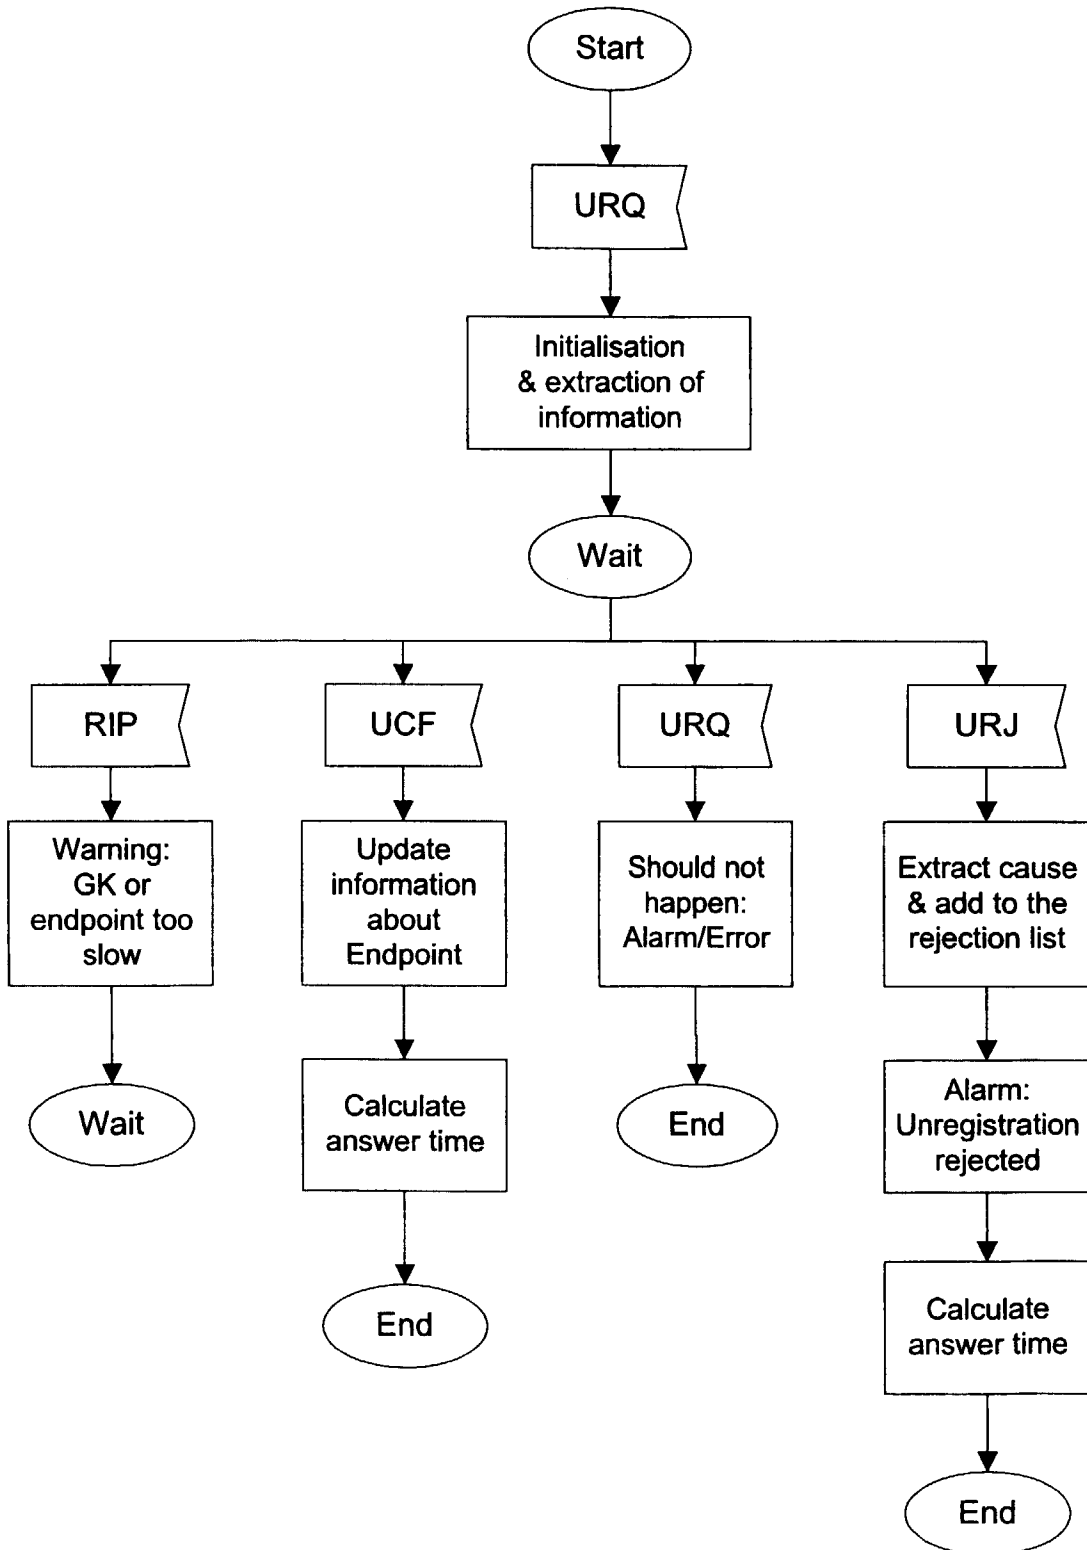 Start
URQ
Initialisation
& extraction of
information
Wait
RIP
UCF
URQ
URJ
Warning:
GK or
endpoint too
slow
Update
information
about
Endpoint
Should not
happen:
Alarm/Error
Extract cause
& add to the
rejection list
Wait
Calculate
answer time
End
Alarm:
Unregistration
rejected
End
Calculate
answer time
End